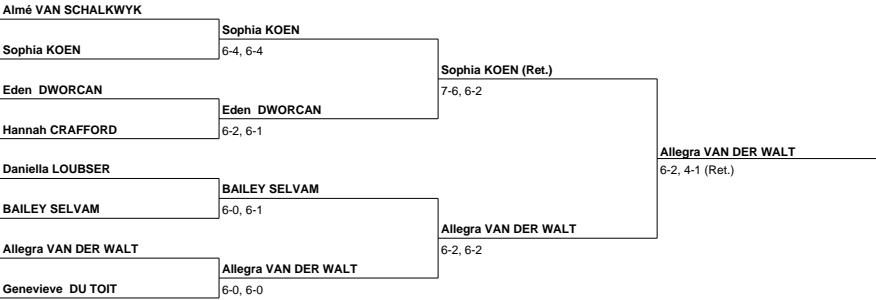 Almé VAN SCHALKWYK
Sophia KOEN
Sophia KOEN
6-4, 6-4
Sophia KOEN (Ret.)
7-6, 6-2
Eden DWORCAN
Eden DWORCAN
Hannah CRAFFORD
6-2, 6-1
Allegra VAN DER WALT
6-2, 4-1 (Ret.)
Daniella LOUBSER
BAILEY SELVAM
BAILEY SELVAM
6-0, 6-1
Allegra VAN DER WALT
6-2, 6-2
Allegra VAN DER WALT
Allegra VAN DER WALT
Genevieve DU TOIT
6-0, 6-0